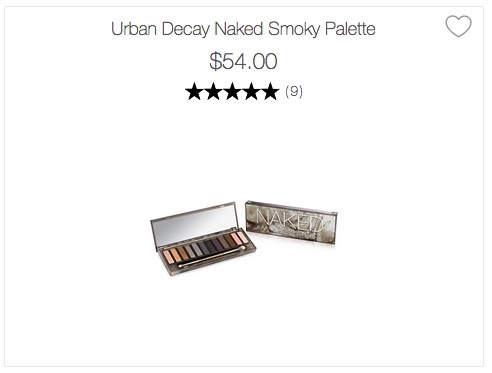 Urban Decay Naked Smoky Palette
$54.00
★★★★★ (9)
NAKED